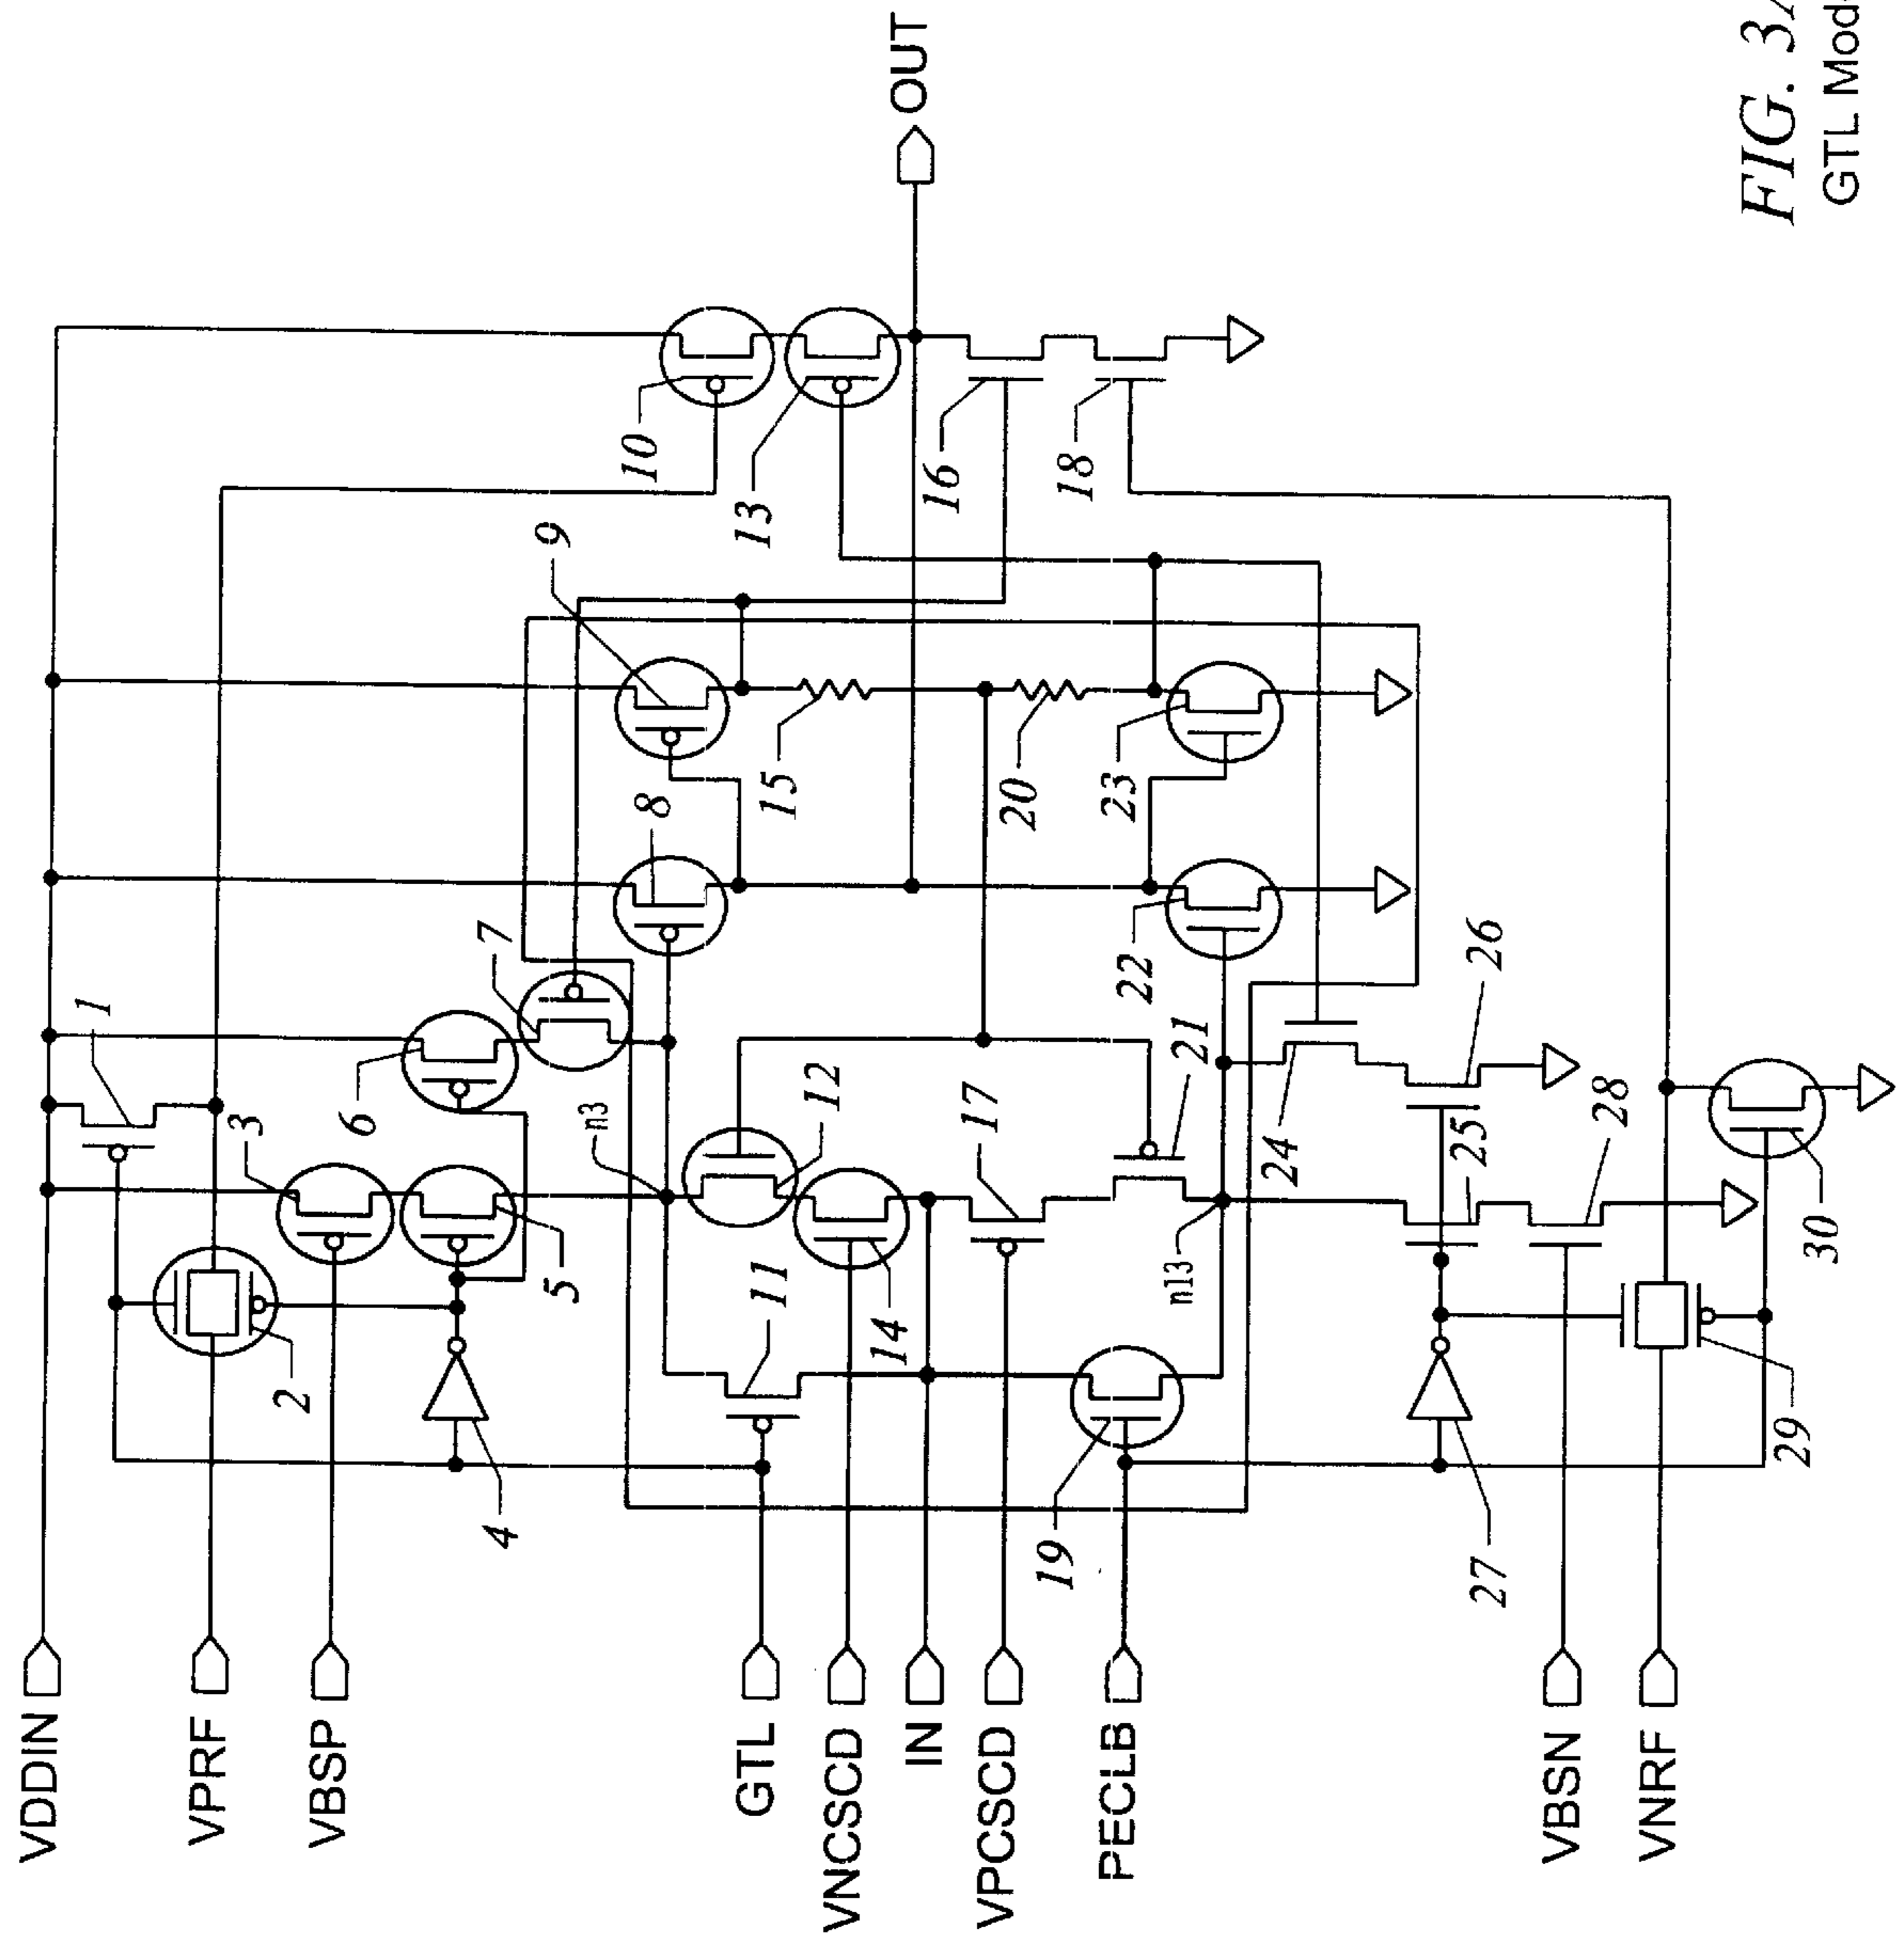 VDDIN
VPRF
VBSP
GTL
VNCSCD
IN
VPCSCD
PECLB
VBSN
VNRF
OUT
1
2
3
4
5
6
7
8
9
10
11
12
13
14
15
16
17
18
19
20
21
22
23
24
25
26
27
28
29
30
n3
n13
FIG. 3A
GTL Mod